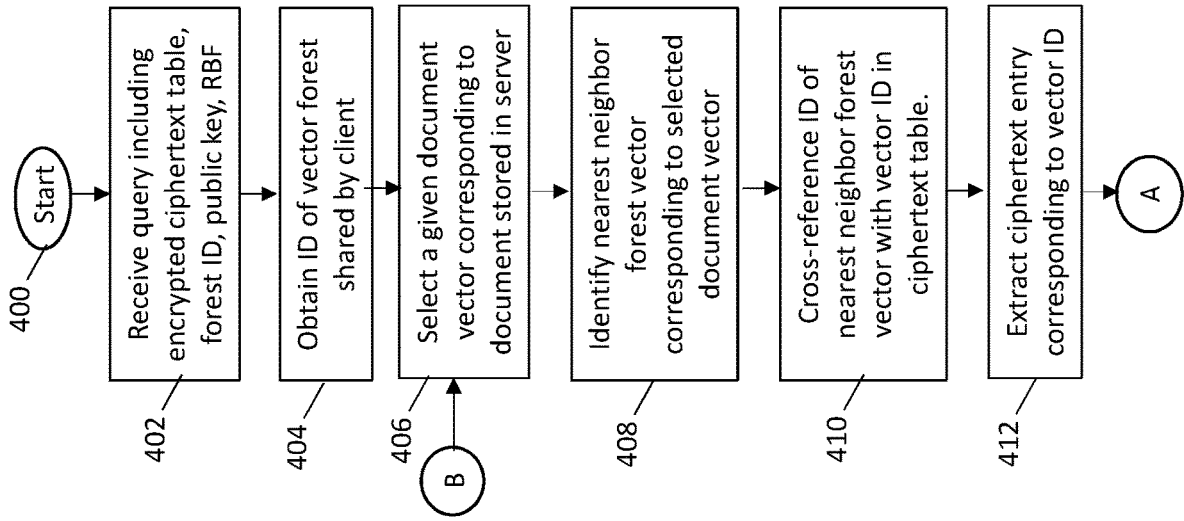 400
Start
402
Receive query including
encrypted ciphertext table,
forest ID, public key, RBF
404
Obtain ID of vector forest
shared by client
406
Select a given document
vector corresponding to
document stored in server
B
408
Identify nearest neighbor
forest vector
corresponding to selected
document vector
410
Cross-reference ID of
nearest neighbor forest
vector with vector ID in
ciphertext table.
412
Extract ciphertext entry
corresponding to vector ID
A